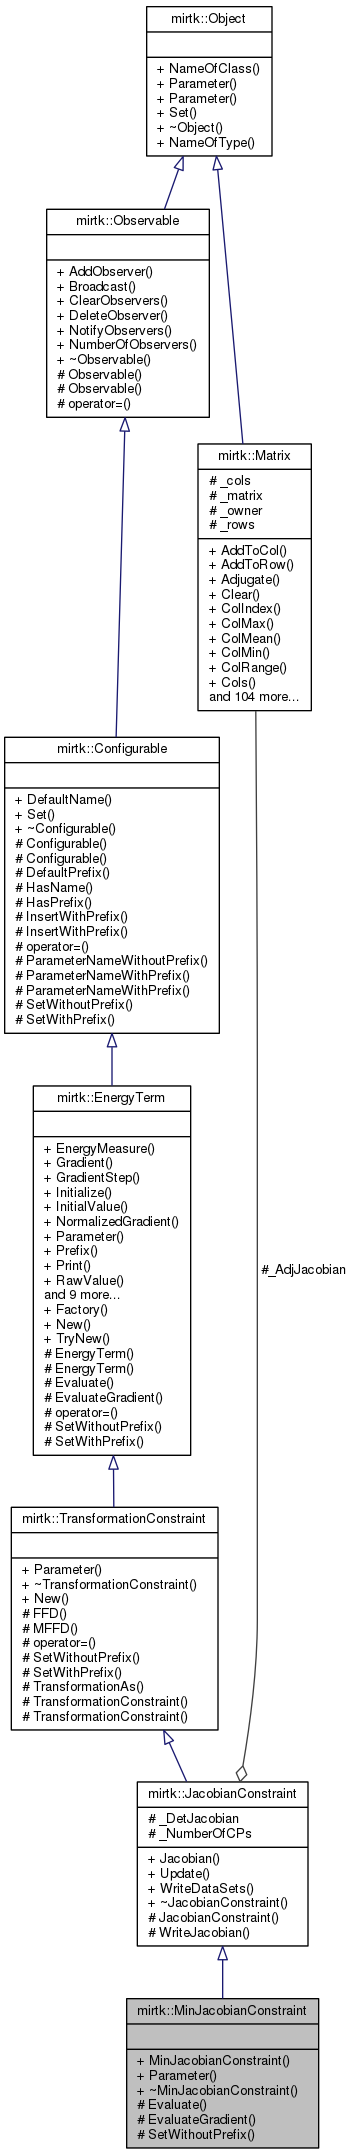 mirtk::Object
+ NameOfClass()
+ Parameter()
+ Parameter()
+ Set()
+ ~Object()
+ NameOfType()
mirtk::Observable
+ AddObserver()
+ Broadcast()
+ ClearObservers()
+ DeleteObserver()
+ NotifyObservers()
+ NumberOfObservers()
+ ~Observable()
# Observable()
# Observable()
# operator=()
mirtk::Matrix
# _cols
# _matrix
# _owner
# _rows
+ AddToCol()
+ AddToRow()
+ Adjugate()
+ Clear()
+ ColIndex()
+ ColMax()
+ ColMean()
+ ColMin()
+ ColRange()
+ Cols()
and 104 more...
mirtk::Configurable
+ DefaultName()
+ Set()
+ ~Configurable()
# Configurable()
# Configurable()
# DefaultPrefix()
# HasName()
# HasPrefix()
# InsertWithPrefix()
# InsertWithPrefix()
# operator=()
# ParameterNameWithoutPrefix()
# ParameterNameWithPrefix()
# ParameterNameWithPrefix()
# SetWithoutPrefix()
# SetWithPrefix()
mirtk::EnergyTerm
+ EnergyMeasure()
+ Gradient()
+ GradientStep()
+ Initialize()
+ InitialValue()
+ NormalizedGradient()
+ Parameter()
+ Prefix()
+ Print()
+ RawValue()
and 9 more...
+ Factory()
+ New()
+ TryNew()
# EnergyTerm()
# EnergyTerm()
# Evaluate()
# EvaluateGradient()
# operator=()
# SetWithoutPrefix()
# SetWithPrefix()
#_AdjJacobian
mirtk::TransformationConstraint
+ Parameter()
+ ~TransformationConstraint()
+ New()
# FFD()
# MFFD()
# operator=()
# SetWithoutPrefix()
# SetWithPrefix()
# TransformationAs()
# TransformationConstraint()
# TransformationConstraint()
mirtk::JacobianConstraint
# _DetJacobian
# _NumberOfCPs
+ Jacobian()
+ Update()
+ WriteDataSets()
+ ~JacobianConstraint()
# JacobianConstraint()
# WriteJacobian()
mirtk::MinJacobianConstraint
+ MinJacobianConstraint()
+ Parameter()
+ ~MinJacobianConstraint()
# Evaluate()
# EvaluateGradient()
# SetWithoutPrefix()